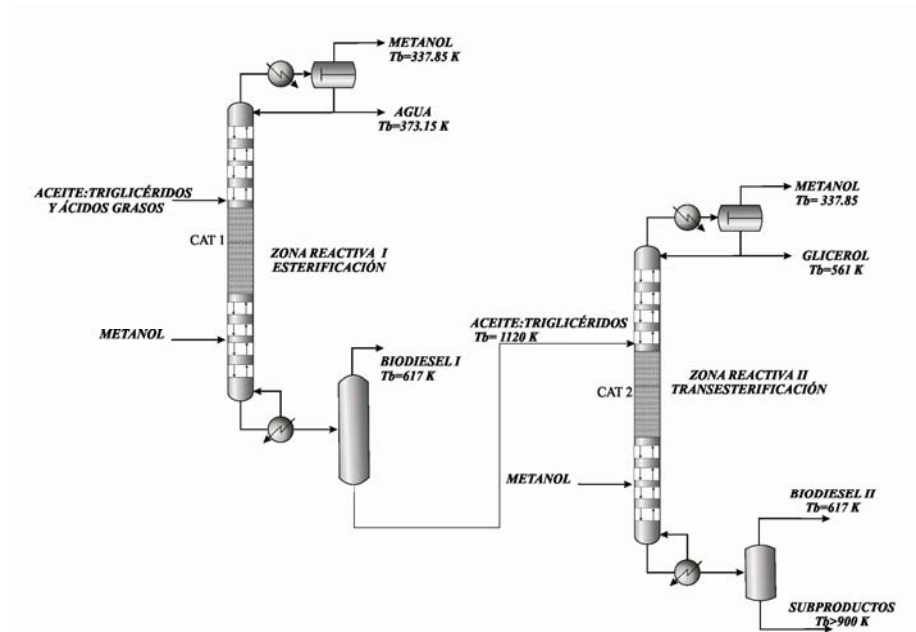 METANOL
Tb=337.85 K
AGUA
Tb=373.15 K
ACEITE:TRIGLICÉRIDOS
Y ÁCIDOS GRASOS
CAT 1
ZONA REACTIVA I
ESTERIFICACIÓN
METANOL
BIODIESEL I
Tb=617 K
METANOL
Tb= 337.85
GLICEROL
Tb=561 K
ACEITE:TRIGLICÉRIDOS
Tb= 1120 K
CAT 2
ZONA REACTIVA II
TRANSESTERIFICACIÓN
METANOL
BIODIESEL II
Tb=617 K
SUBPRODUCTOS
Tb>900 K